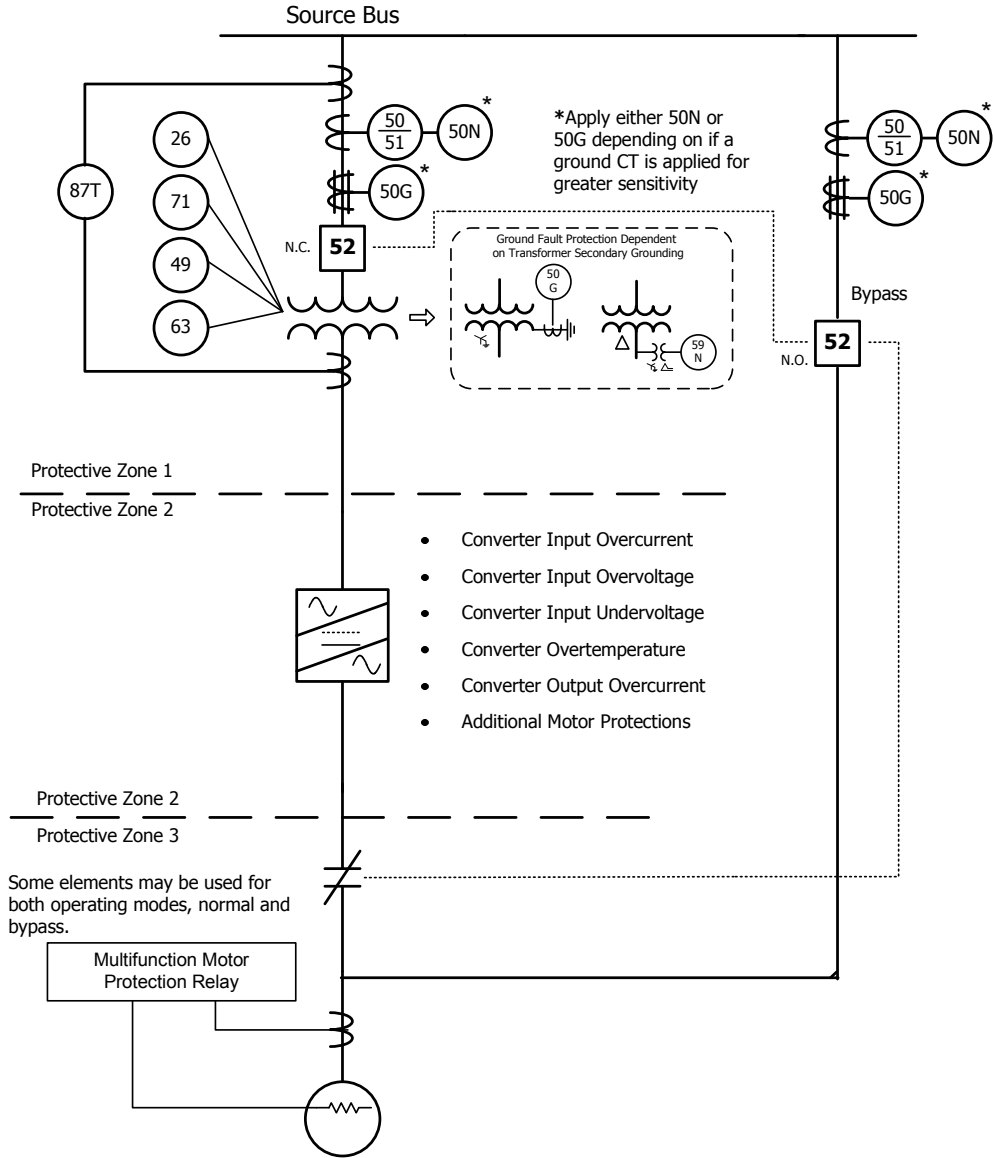 Source Bus
50
51
50N
*
50G
*
*Apply either 50N or
50G depending on if a
ground CT is applied for
greater sensitivity
50
51
50N
*
50G
*
26
71
49
63
87T
N.C.
52
Ground Fault Protection Dependent
on Transformer Secondary Grounding
50
G
59
N
Bypass
N.O.
52
Protective Zone 1
Protective Zone 2
• Converter Input Overcurrent
• Converter Input Overvoltage
• Converter Input Undervoltage
• Converter Overtemperature
• Converter Output Overcurrent
• Additional Motor Protections
Protective Zone 2
Protective Zone 3
Some elements may be used for
both operating modes, normal and
bypass.
Multifunction Motor
Protection Relay